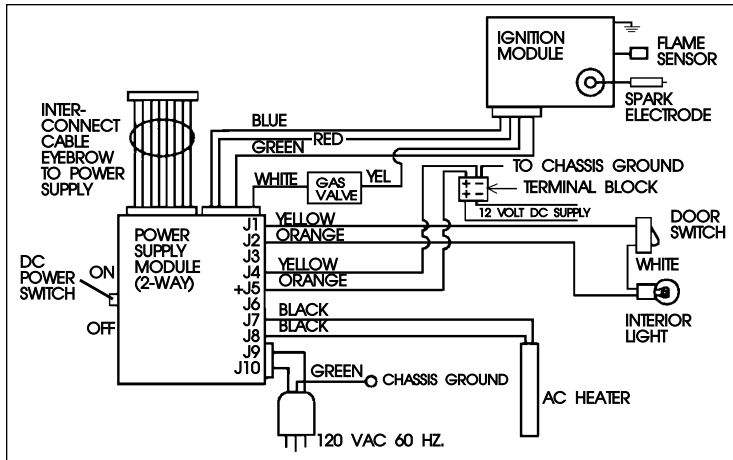 IGNITION
MODULE
FLAME
SENSOR
SPARK
ELECTRODE
INTER-
CONNECT
CABLE
EYEBROW
TO POWER
SUPPLY
BLUE
RED
GREEN
WHITE
GAS
VALVE
YEL
TO CHASSIS GROUND
TERMINAL BLOCK
12 VOLT DC SUPPLY
+ -
+ -
DOOR
SWITCH
WHITE
INTERIOR
LIGHT
POWER
SUPPLY
MODULE
(2-WAY)
DC
POWER
SWITCH
ON
OFF
J1 YELLOW
J2 ORANGE
J3
J4 YELLOW
+J5 ORANGE
J6
J7 BLACK
J8 BLACK
J9
J10
GREEN
CHASSIS GROUND
AC HEATER
120 VAC 60 HZ.